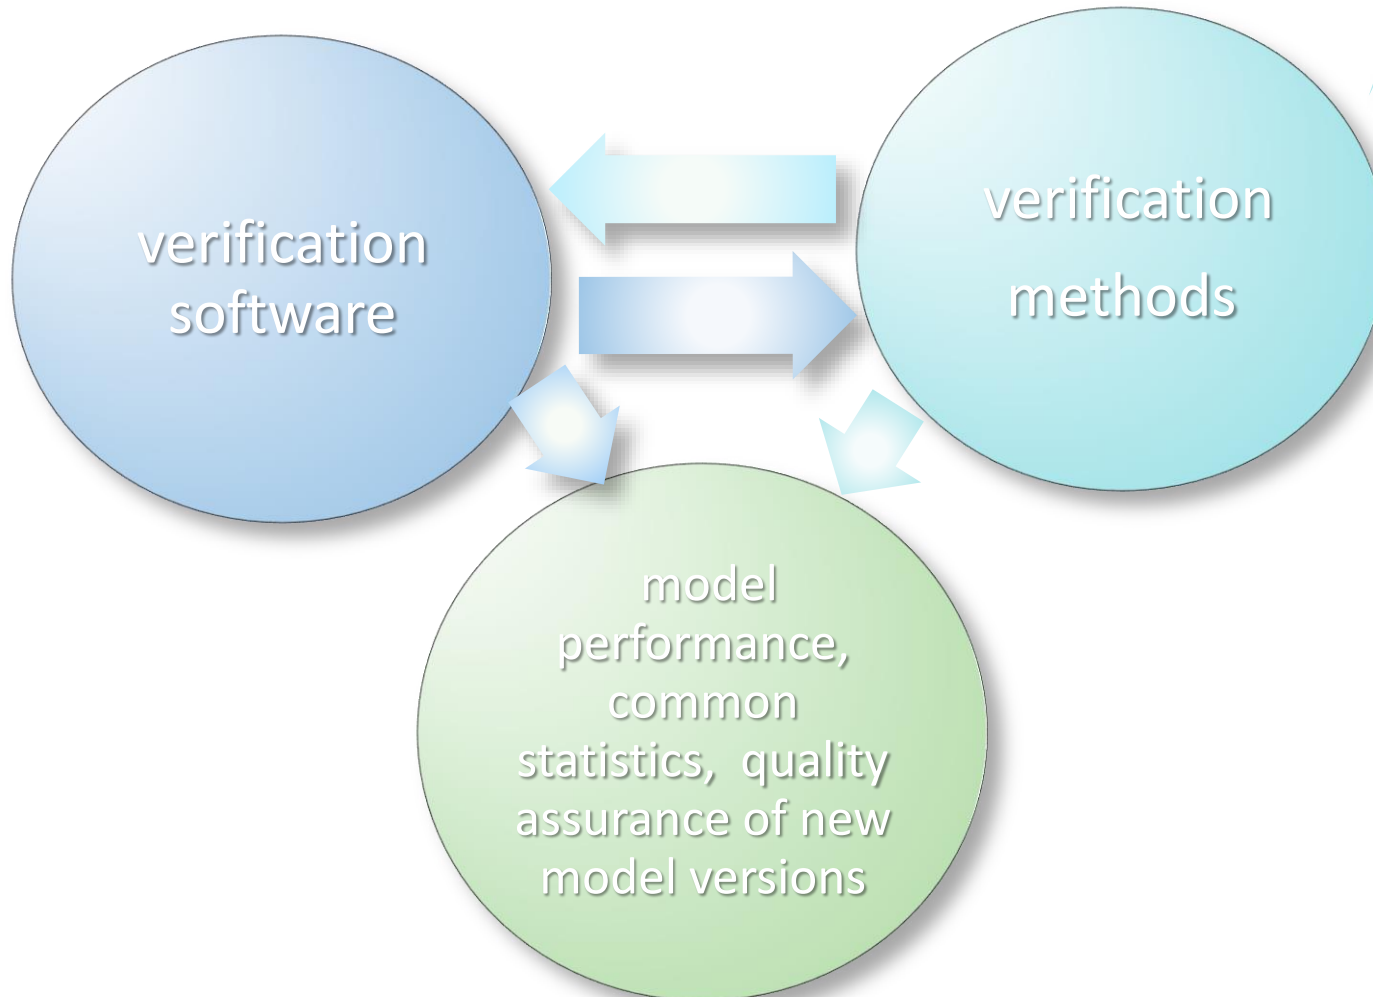 verification
software
verification
methods
model
performance,
common
statistics, quality
assurance of new
model versions